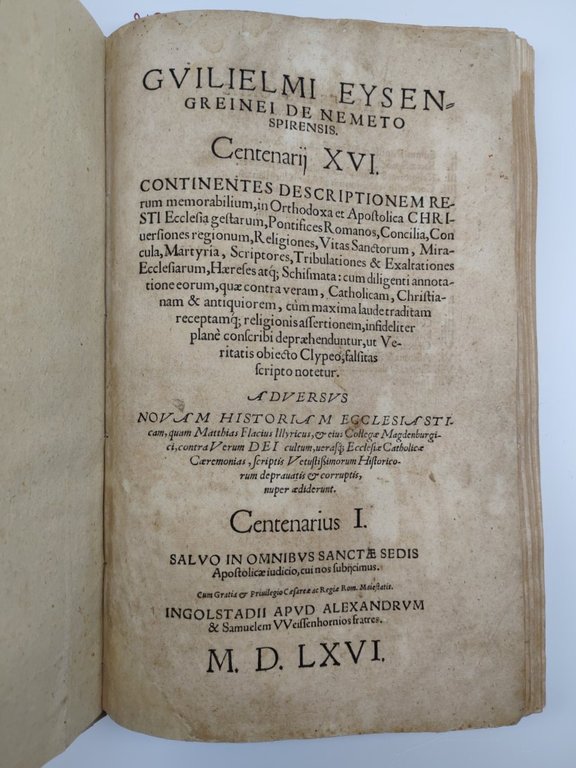 GVILIELMI EYSEN=
GREINEI DE NEMETO
SPIRENSIS.
Centenarij XVI.
CONTINENTES DESCRIPTIONEM RE-
rum memorabilium, in Orthodoxa et Apoſtolica CHRI-
STI Eccleſia geſtarum, Pontifices Romanos, Concilia, Con
uerſiones regionum, Religiones, Vitas Sanctorum, Mira
cula, Martyria, Scriptores, Tribulationes & Exaltationes
Eccleſiarum, Hæreſes atq; Schiſmata: cum diligenti annota-
tione eorum, quæ contra veram, Catholicam, Chriſtia-
nam & antiquiorem, cùm maxima laude traditam
receptamq; religionis aſſertionem, infideliter
planè conſcribi depræhenduntur, ut Ve-
ritatis obiecto Clypeo, falſitas
ſcripto notetur.
ADVERSVS
NOVAM HISTORIAM ECCLESIASTI-
cam, quam Matthias Flacius Illyricus, & eius Collegæ Magdenburgi-
ci, contra Verum DEI cultum, uerasq; Eccleſiæ Catholicæ
Cæremonias, ſcriptis Vetuſtißimorum Hiſtorico-
rum deprauatis & corruptis,
nuper ædiderunt.
Centenarius I.
SALVO IN OMNIBVS SANCTÆ SEDIS
Apoſtolicæ iudicio, cui nos ſubijcimus.
Cum Gratia & Priuilegio Cæſareæ ac Regiæ Rom. Maieſtatis.
INGOLSTADII APVD ALEXANDRVM
& Samuelem VVeiſſenhornios fratres.
M. D. LXVI.